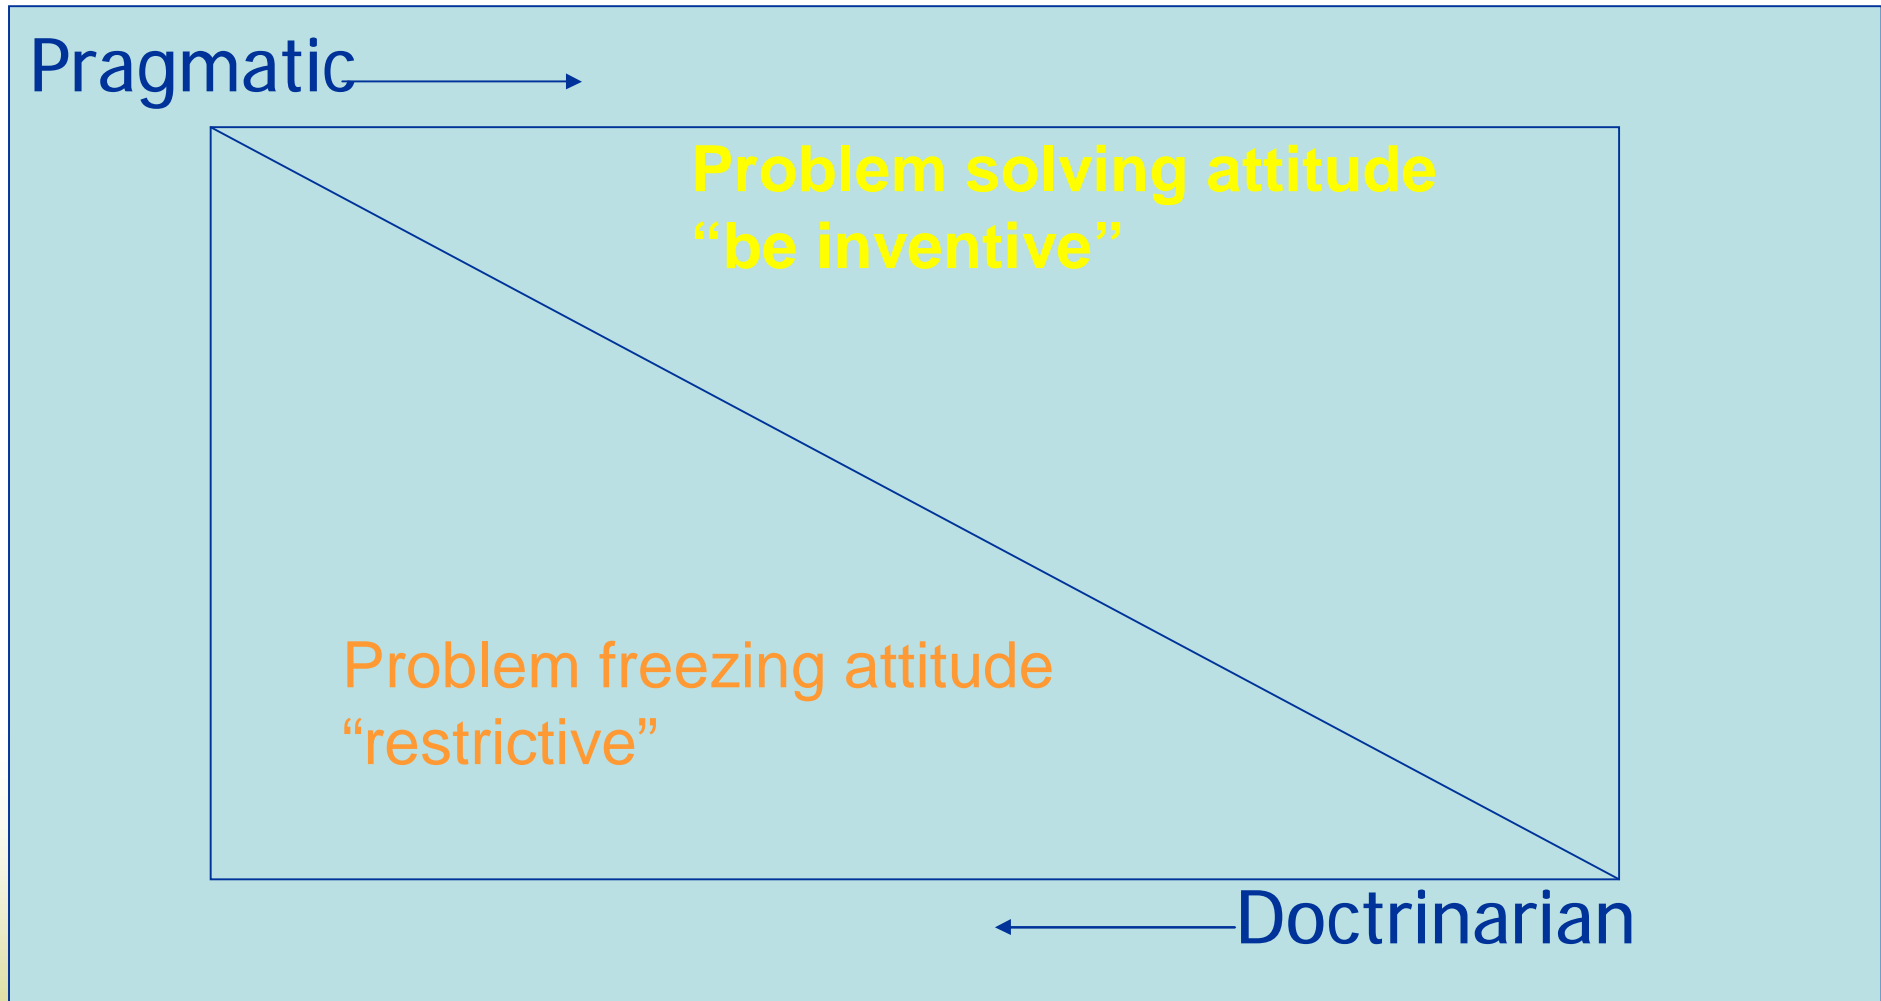 Pragmatic
Problem solving attitude
“be inventive”
Problem freezing attitude
“restrictive”
Doctrinarian